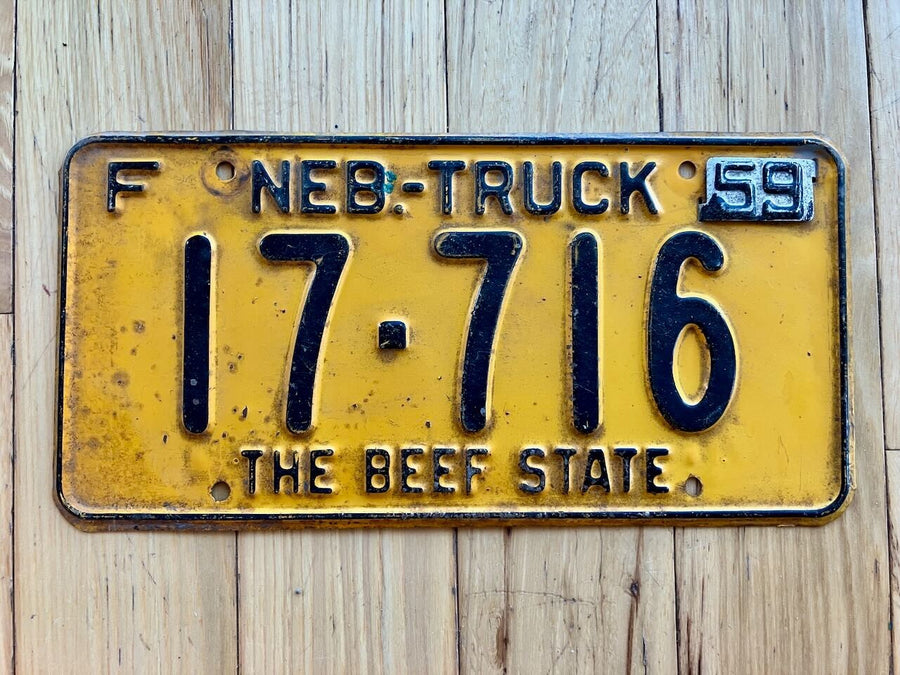 F NEB.-TRUCK 59
17·716
THE BEEF STATE